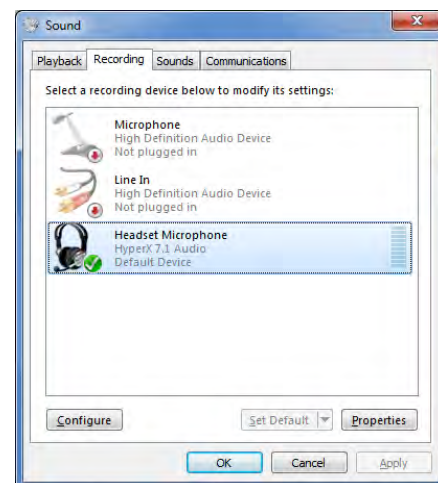 Sound
Playback Recording Sounds Communications
Select a recording device below to modify its settings:
Microphone
High Definition Audio Device
Not plugged in
Line In
High Definition Audio Device
Not plugged in
Headset Microphone
HyperX 7.1 Audio
Default Device
Configure Set Default Properties
OK Cancel Apply